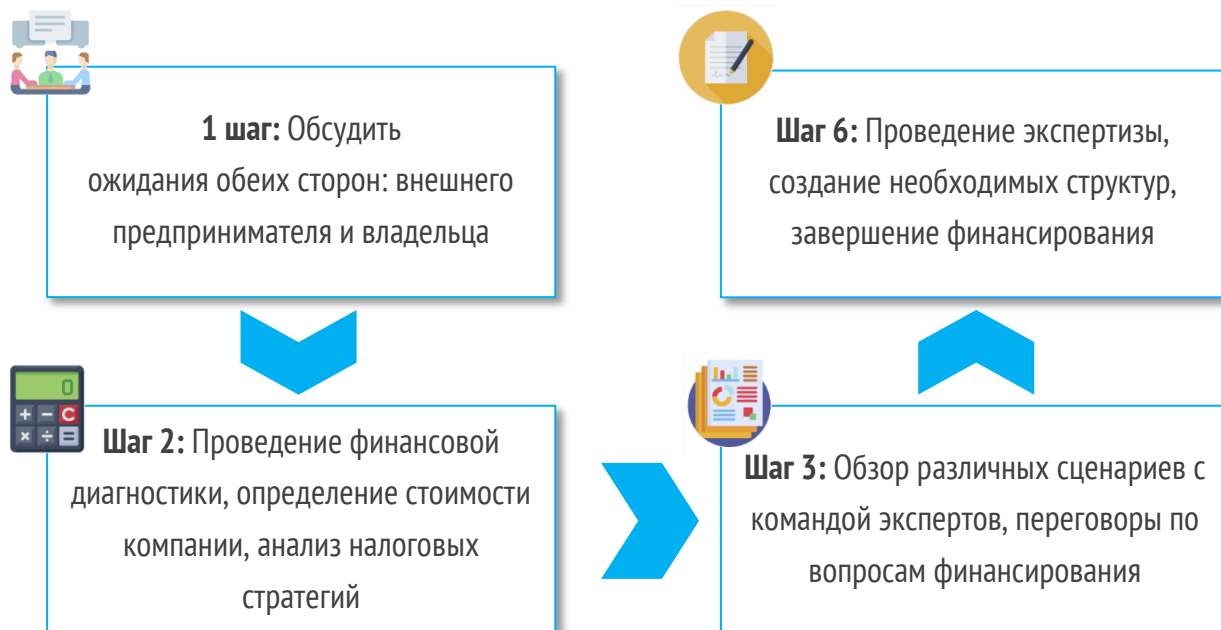 1 шаг: Обсудить
ожидания обеих сторон: внешнего
предпринимателя и владельца
Шаг 2: Проведение финансовой
диагностики, определение стоимости
компании, анализ налоговых
стратегий
Шаг 3: Обзор различных сценариев с
командой экспертов, переговоры по
вопросам финансирования
Шаг 6: Проведение экспертизы,
создание необходимых структур,
завершение финансирования
0
+ − C
× ÷ =